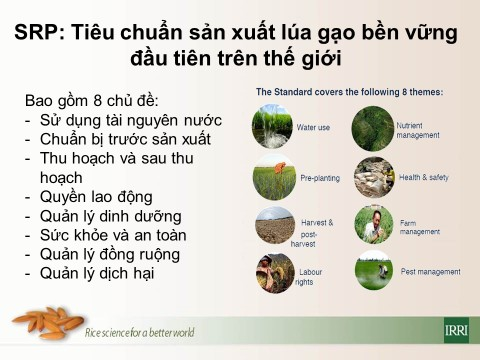 SRP: Tiêu chuẩn sản xuất lúa gạo bền vững
đầu tiên trên thế giới
Bao gồm 8 chủ đề:
- Sử dụng tài nguyên nước
- Chuẩn bị trước sản xuất
- Thu hoạch và sau thu
hoạch
- Quyền lao động
- Quản lý dinh dưỡng
- Sức khỏe và an toàn
- Quản lý đồng ruộng
- Quản lý dịch hại
The Standard covers the following 8 themes:
Water use
Nutrient
management
Pre-planting
Health & safety
Harvest &
post-
harvest
Farm
management
Labour
rights
Pest management
Rice science for a better world
IRRI